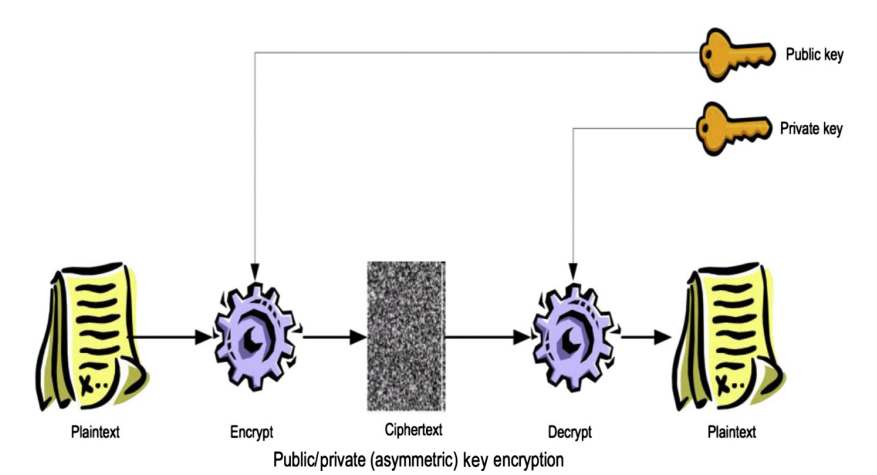 Public key
Private key
Plaintext
Encrypt
Ciphertext
Decrypt
Plaintext
Public/private (asymmetric) key encryption